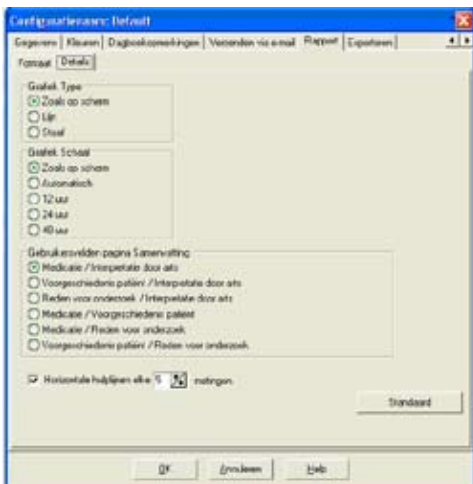 Configuratienaam: Default
Gegevens Kleuren Dagboekopmerkingen Verzenden via e-mail Rapport Exporteren
Formaat Details
Grafiek Type
Zoals op scherm
Lijn
Staaf
Grafiek Schaal
Zoals op scherm
Automatisch
12 uur
24 uur
48 uur
Gebruikersvelden pagina Samenvatting
Medicatie / Interpretatie door arts
Voorgeschiedenis patiënt / Interpretatie door arts
Reden voor onderzoek / Interpretatie door arts
Medicatie / Voorgeschiedenis patiënt
Medicatie / Reden voor onderzoek
Voorgeschiedenis patiënt / Reden voor onderzoek
Horizontale hulplijnen elke 5 metingen
Standaard
OK Annuleren Help